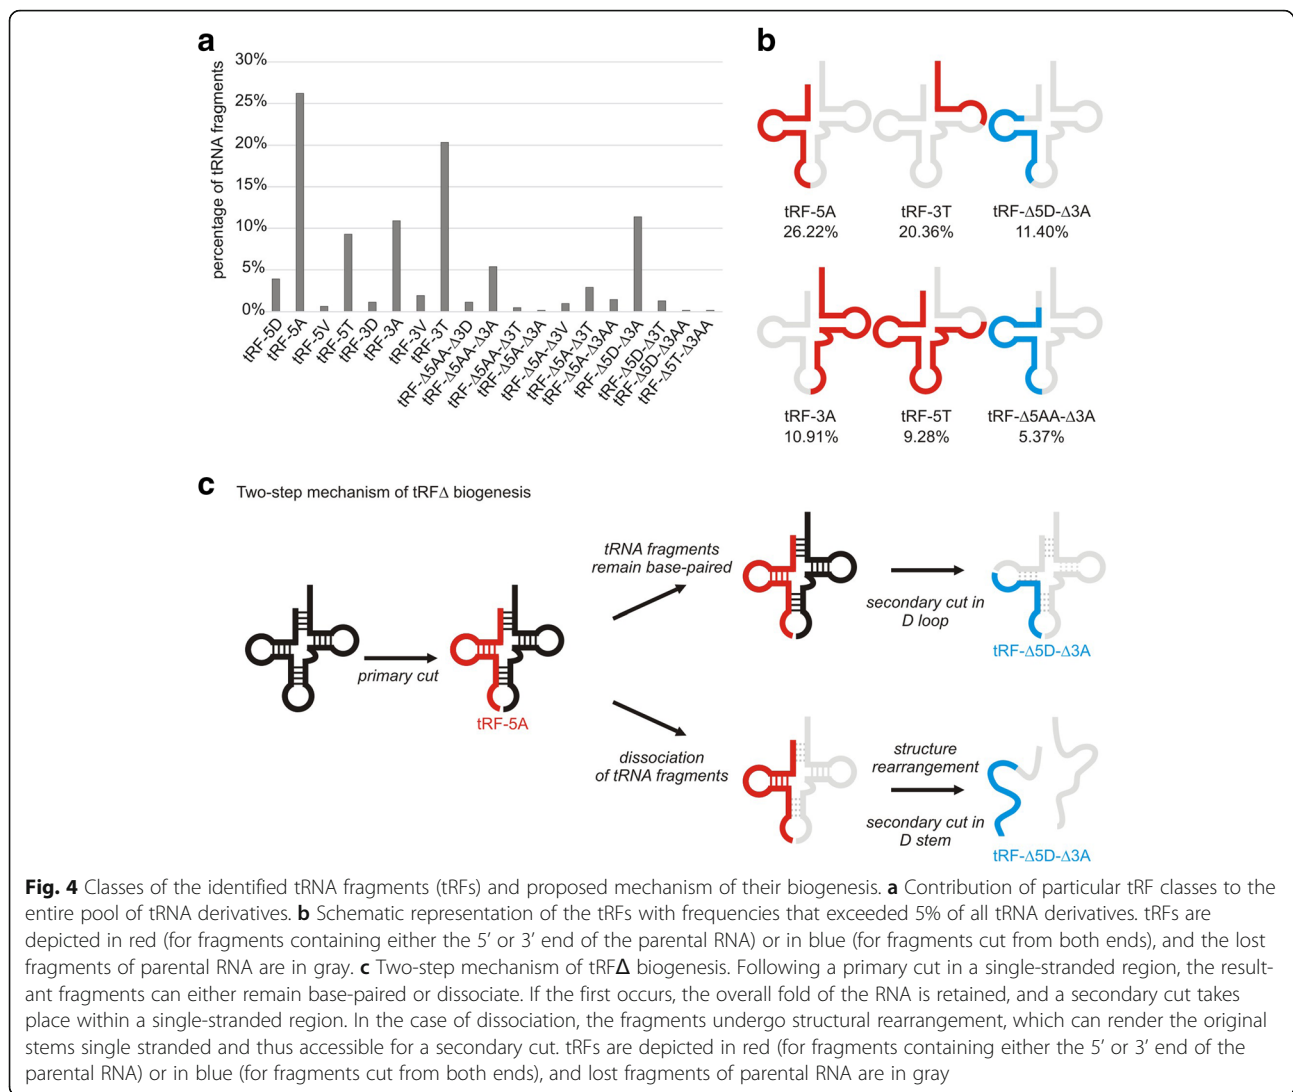 a
percentage of tRNA fragments
30%
25%
20%
15%
10%
5%
0%
tRF-5D
tRF-5A
tRF-5V
tRF-5T
tRF-3D
tRF-3A
tRF-3V
tRF-3T
tRF-Δ5AA-Δ3D
tRF-Δ5AA-Δ3A
tRF-Δ5AA-Δ3T
tRF-Δ5A-Δ3A
tRF-Δ5A-Δ3V
tRF-Δ5A-Δ3T
tRF-Δ5A-Δ3AA
tRF-Δ5D-Δ3A
tRF-Δ5D-Δ3T
tRF-Δ5D-Δ3AA
tRF-Δ5T-Δ3AA
b
tRF-5A
26.22%
tRF-3T
20.36%
tRF-Δ5D-Δ3A
11.40%
tRF-3A
10.91%
tRF-5T
9.28%
tRF-Δ5AA-Δ3A
5.37%
c Two-step mechanism of tRFΔ biogenesis
primary cut
tRF-5A
tRNA fragments
remain base-paired
secondary cut in
D loop
tRF-Δ5D-Δ3A
dissociation
of tRNA fragments
structure
rearrangement
secondary cut in
D stem
tRF-Δ5D-Δ3A
Fig. 4 Classes of the identified tRNA fragments (tRFs) and proposed mechanism of their biogenesis. a Contribution of particular tRF classes to the
entire pool of tRNA derivatives. b Schematic representation of the tRFs with frequencies that exceeded 5% of all tRNA derivatives. tRFs are
depicted in red (for fragments containing either the 5’ or 3’ end of the parental RNA) or in blue (for fragments cut from both ends), and the lost
fragments of parental RNA are in gray. c Two-step mechanism of tRFΔ biogenesis. Following a primary cut in a single-stranded region, the result-
ant fragments can either remain base-paired or dissociate. If the first occurs, the overall fold of the RNA is retained, and a secondary cut takes
place within a single-stranded region. In the case of dissociation, the fragments undergo structural rearrangement, which can render the original
stems single stranded and thus accessible for a secondary cut. tRFs are depicted in red (for fragments containing either the 5’ or 3’ end of the
parental RNA) or in blue (for fragments cut from both ends), and lost fragments of parental RNA are in gray